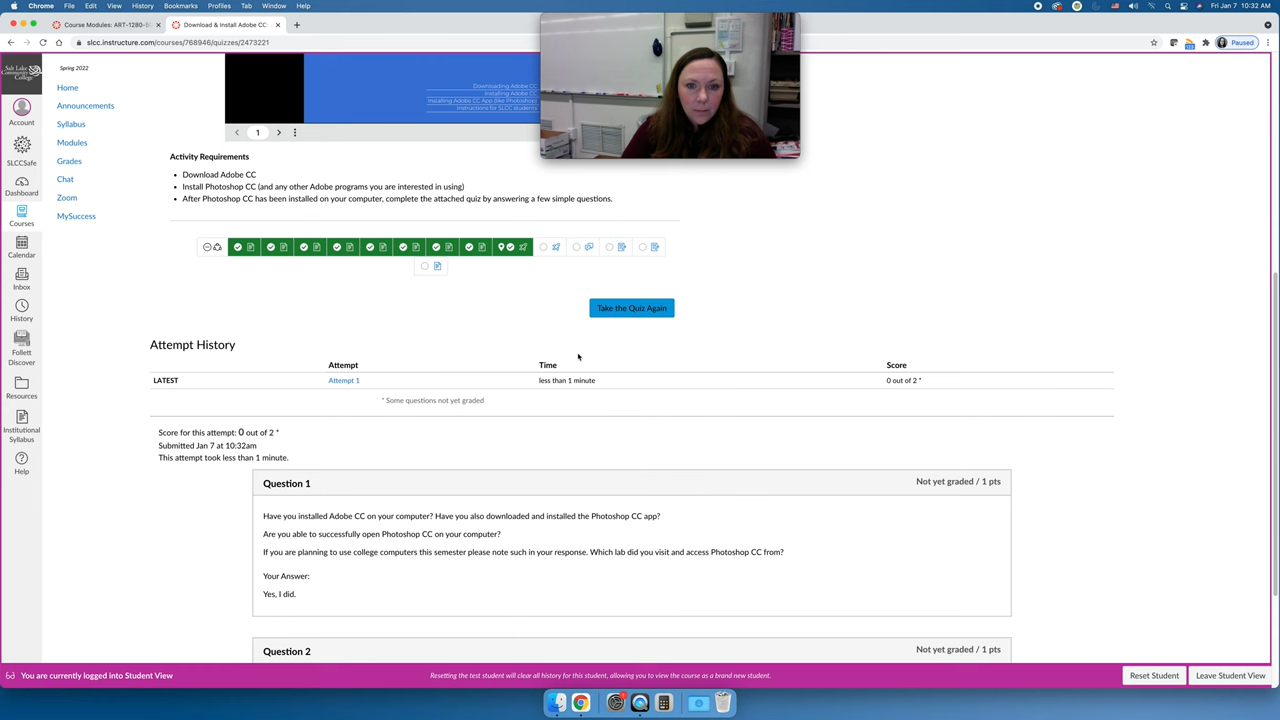 Chrome File Edit View History Bookmarks Profiles Tab Window Help Fri Jan 7 10:32 AM
Course Modules: ART-1280-5 Download & Install Adobe CC
slcc.instructure.com/courses/768946/quizzes/2473221 Paused
Salt Lake
Community
College
Spring 2022
Home
Announcements
Syllabus
Modules
Grades
Chat
Zoom
MySuccess
Account
SLCCSafe
Dashboard
Courses
Calendar
Inbox
History
Follett
Discover
Resources
Institutional
Syllabus
Help
Downloading Adobe CC
Installing Adobe CC
Installing Adobe CC App (like Photoshop)
Instructions for SLCC students
1
Activity Requirements
• Download Adobe CC
• Install Photoshop CC (and any other Adobe programs you are interested in using)
• After Photoshop CC has been installed on your computer, complete the attached quiz by answering a few simple questions.
Take the Quiz Again
Attempt History
Attempt Time Score
LATEST Attempt 1 less than 1 minute 0 out of 2 *
* Some questions not yet graded
Score for this attempt: 0 out of 2 *
Submitted Jan 7 at 10:32am
This attempt took less than 1 minute.
Question 1 Not yet graded / 1 pts
Have you installed Adobe CC on your computer? Have you also downloaded and installed the Photoshop CC app?
Are you able to successfully open Photoshop CC on your computer?
If you are planning to use college computers this semester please note such in your response. Which lab did you visit and access Photoshop CC from?
Your Answer:
Yes, I did.
Question 2 Not yet graded / 1 pts
You are currently logged into Student View Resetting the test student will clear all history for this student, allowing you to view the course as a brand new student. Reset Student Leave Student View